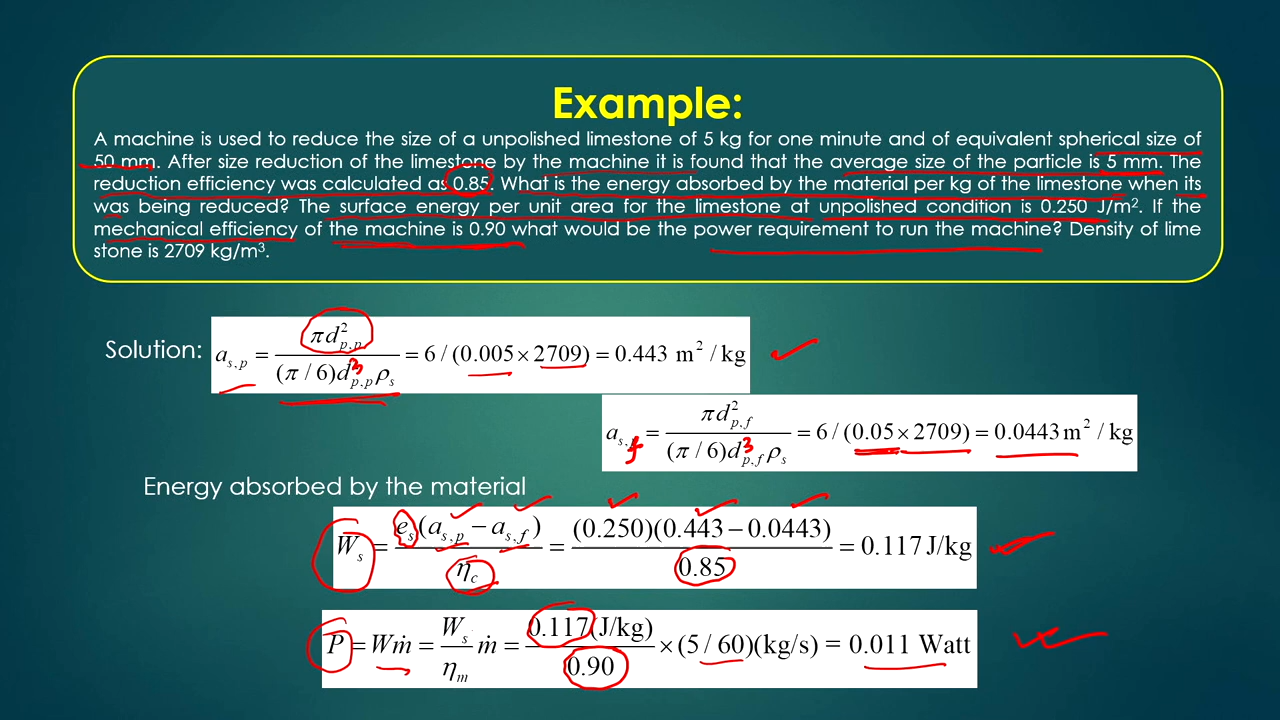 Example:
A machine is used to reduce the size of a unpolished limestone of 5 kg for one minute and of equivalent spherical size of
50 mm. After size reduction of the limestone by the machine it is found that the average size of the particle is 5 mm. The
reduction efficiency was calculated as 0.85. What is the energy absorbed by the material per kg of the limestone when its
was being reduced? The surface energy per unit area for the limestone at unpolished condition is 0.250 J/m². If the
mechanical efficiency of the machine is 0.90 what would be the power requirement to run the machine? Density of lime
stone is 2709 kg/m³.
Solution: a_{s,p} = πd²_{p,p} / ((π/6)d³_{p,p}ρ_s) = 6/(0.005×2709) = 0.443 m²/kg
a_{s,f} = πd²_{p,f} / ((π/6)d³_{p,f}ρ_s) = 6/(0.05×2709) = 0.0443 m²/kg
Energy absorbed by the material
W_s = e_s(a_{s,p} − a_{s,f}) / η_c = (0.250)(0.443 − 0.0443) / 0.85 = 0.117 J/kg
P = Wṁ = W_s / η_m ṁ = 0.117(J/kg) / 0.90 × (5/60)(kg/s) = 0.011 Watt